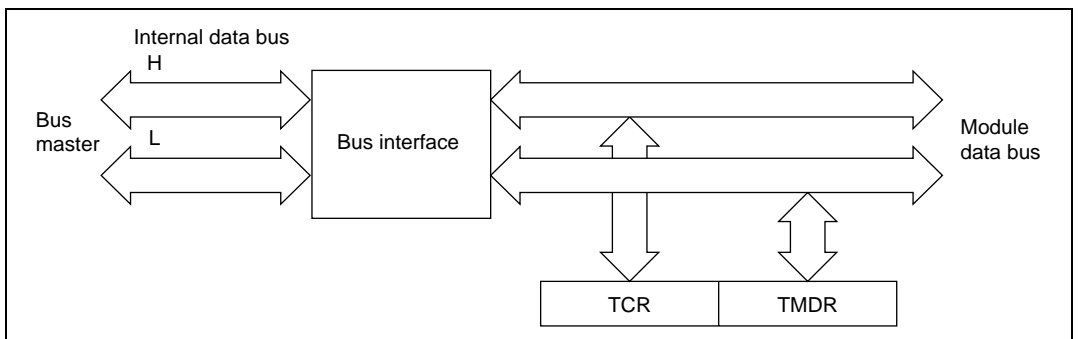 Internal data bus
H
Bus
master
L
Bus interface
Module
data bus
TCR
TMDR